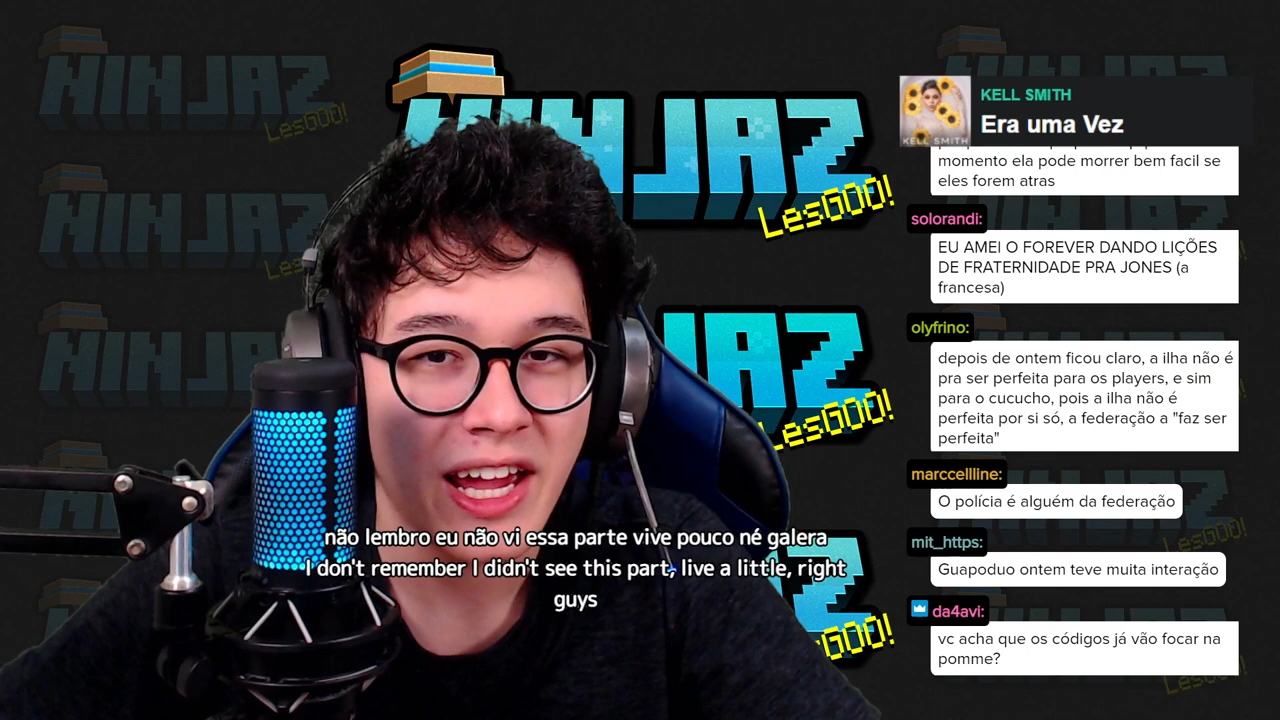 NINJAZ
LesGOO!
NINJAZ
LesGOO!
KELL SMITH
KELL SMITH
Era uma Vez
momento ela pode morrer bem facil se
eles forem atras
solorandi:
EU AMEI O FOREVER DANDO LIÇÕES
DE FRATERNIDADE PRA JONES (a
francesa)
olyfrino:
depois de ontem ficou claro, a ilha não é
pra ser perfeita para os players, e sim
para o cucucho, pois a ilha não é
perfeita por si só, a federação a "faz ser
perfeita"
marccellline:
O polícia é alguém da federação
mit_https:
Guapoduo ontem teve muita interação
da4avi:
vc acha que os códigos já vão focar na
pomme?
não lembro eu não vi essa parte vive pouco né galera
I don't remember I didn't see this part, live a little, right
guys